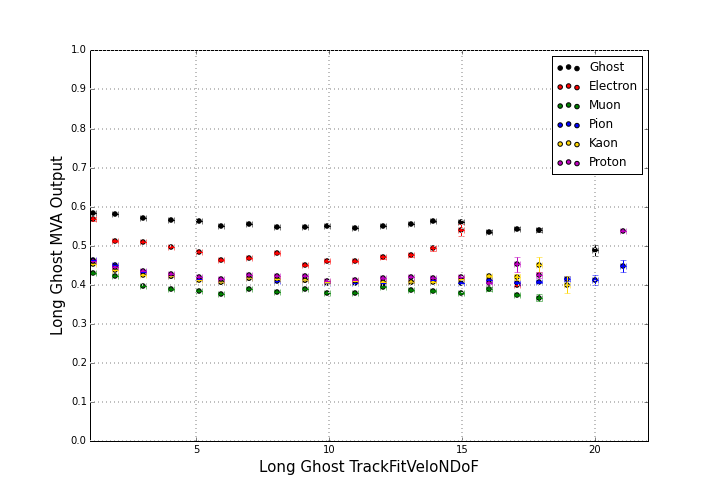 1.0
0.9
0.8
0.7
0.6
0.5
0.4
0.3
0.2
0.1
0.0
Long Ghost MVA Output
Ghost
Electron
Muon
Pion
Kaon
Proton
5
10
15
20
Long Ghost TrackFitVeloNDoF